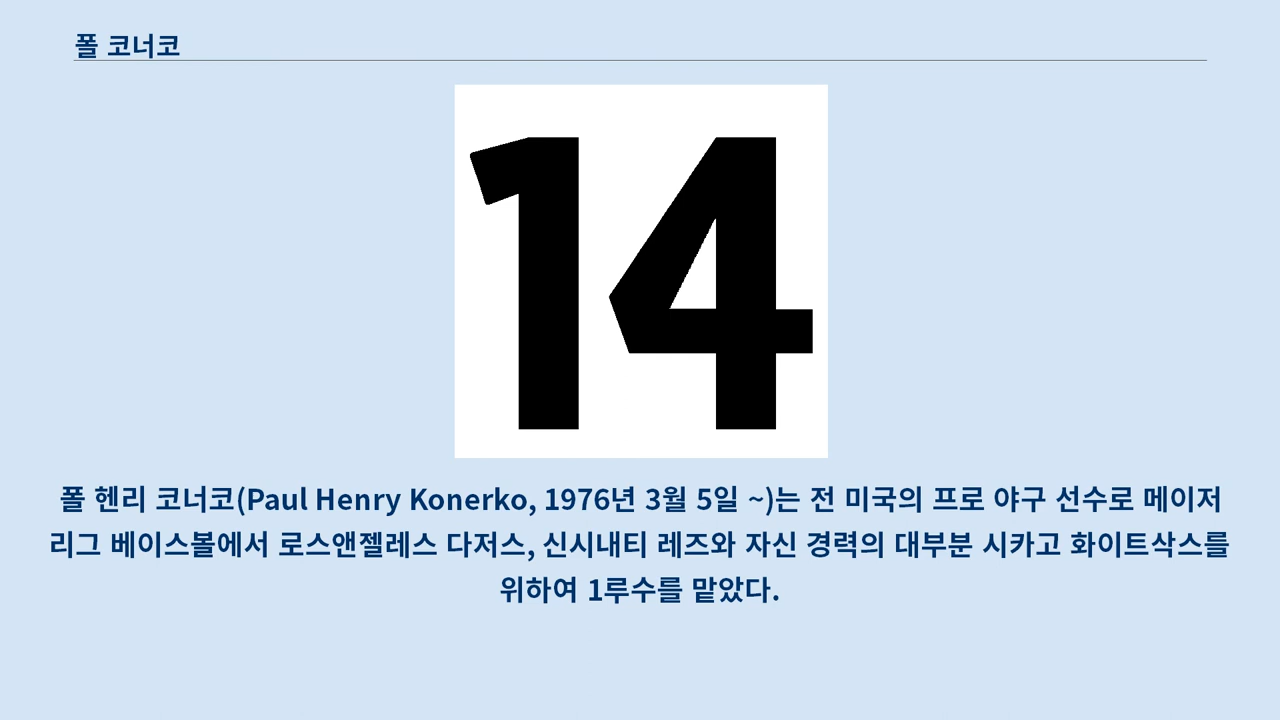 폴 코너코
14
폴 헨리 코너코(Paul Henry Konerko, 1976년 3월 5일 ~)는 전 미국의 프로 야구 선수로 메이저
리그 베이스볼에서 로스앤젤레스 다저스, 신시내티 레즈와 자신 경력의 대부분 시카고 화이트삭스를
위하여 1루수를 맡았다.